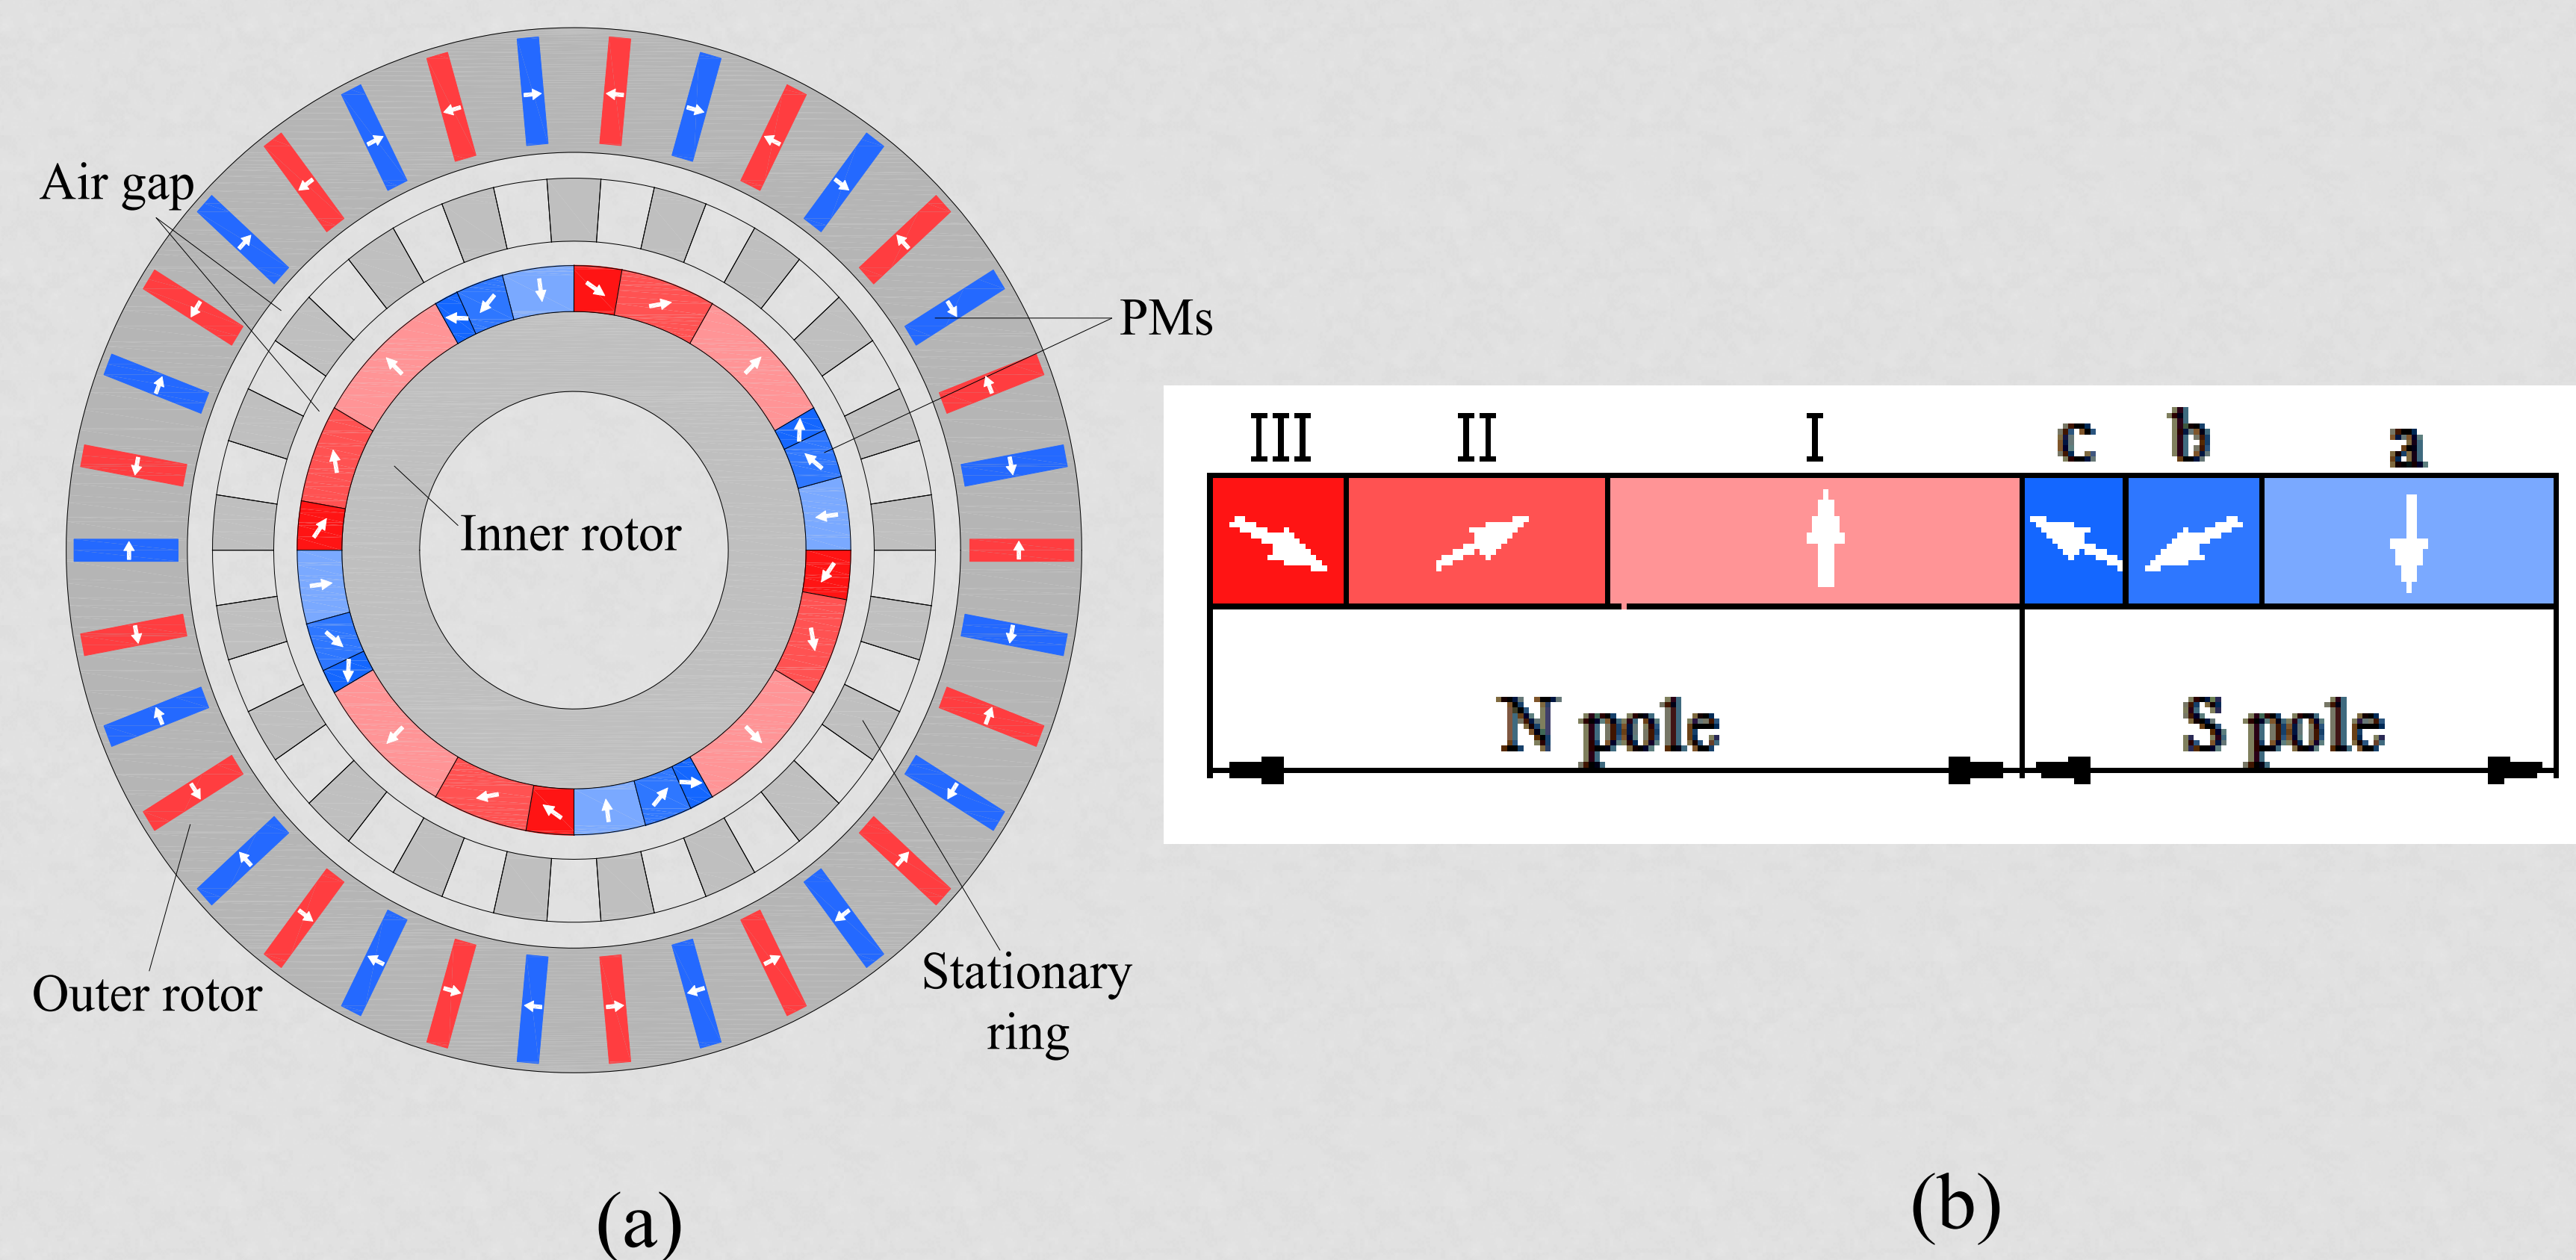 Air gap
PMs
Inner rotor
Outer rotor
Stationary
ring
(a)
III II I c b a
N pole S pole
(b)